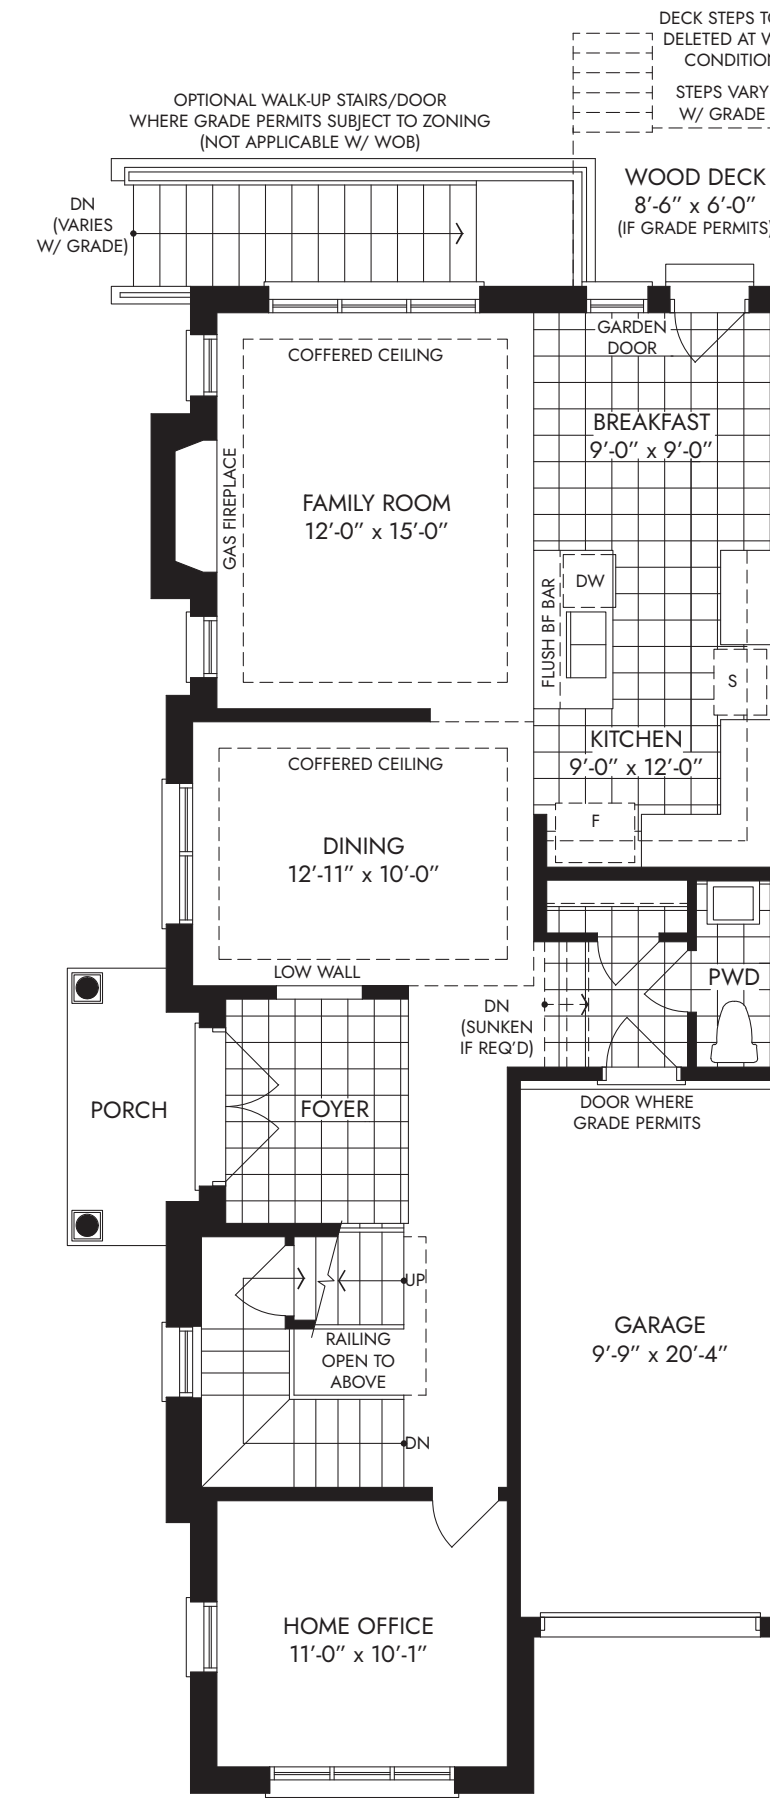 DECK STEPS T
DELETED AT
CONDITION
STEPS VARY
W/ GRADE
OPTIONAL WALK-UP STAIRS/DOOR
WHERE GRADE PERMITS SUBJECT TO ZONING
(NOT APPLICABLE W/ WOB)
WOOD DECK
8'-6" x 6'-0"
(IF GRADE PERMITS)
DN
(VARIES
W/ GRADE)
GARDEN
DOOR
COFFERED CEILING
BREAKFAST
9'-0" x 9'-0"
GAS FIREPLACE
FAMILY ROOM
12'-0" x 15'-0"
DW
FLUSH BF BAR
S
KITCHEN
9'-0" x 12'-0"
COFFERED CEILING
F
DINING
12'-11" x 10'-0"
LOW WALL
PWD
DN
(SUNKEN
IF REQ'D)
PORCH
FOYER
DOOR WHERE
GRADE PERMITS
UP
RAILING
OPEN TO
ABOVE
GARAGE
9'-9" x 20'-4"
DN
HOME OFFICE
11'-0" x 10'-1"